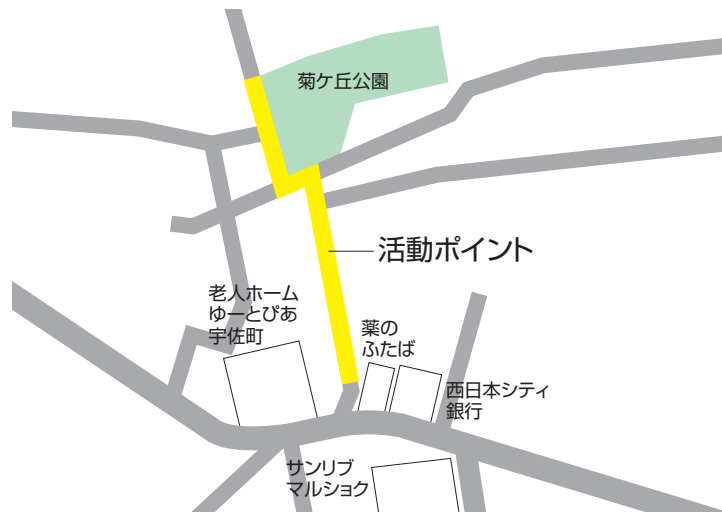 菊ケ丘公園
活動ポイント
老人ホーム
ゆーとぴあ
宇佐町
薬の
ふたば
西日本シティ
銀行
サンリブ
マルショク